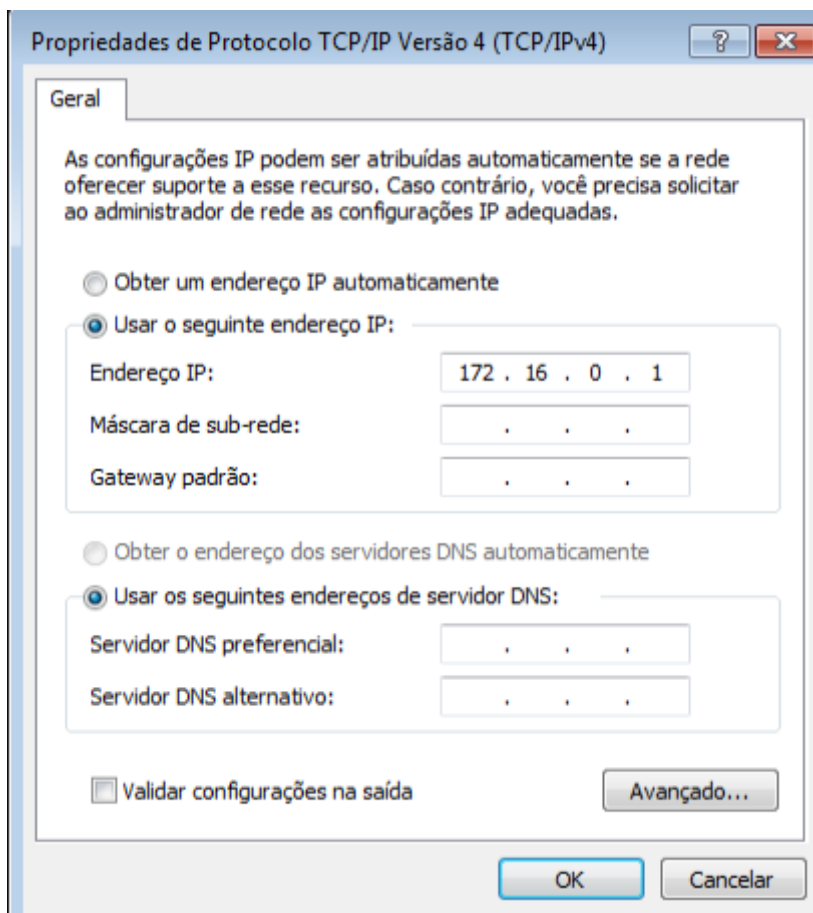 Propriedades de Protocolo TCP/IP Versão 4 (TCP/IPv4)
Geral
As configurações IP podem ser atribuídas automaticamente se a rede
oferecer suporte a esse recurso. Caso contrário, você precisa solicitar
ao administrador de rede as configurações IP adequadas.
Obter um endereço IP automaticamente
Usar o seguinte endereço IP:
Endereço IP: 172 . 16 . 0 . 1
Máscara de sub-rede: . . .
Gateway padrão: . . .
Obter o endereço dos servidores DNS automaticamente
Usar os seguintes endereços de servidor DNS:
Servidor DNS preferencial: . . .
Servidor DNS alternativo: . . .
Validar configurações na saída Avançado...
OK Cancelar